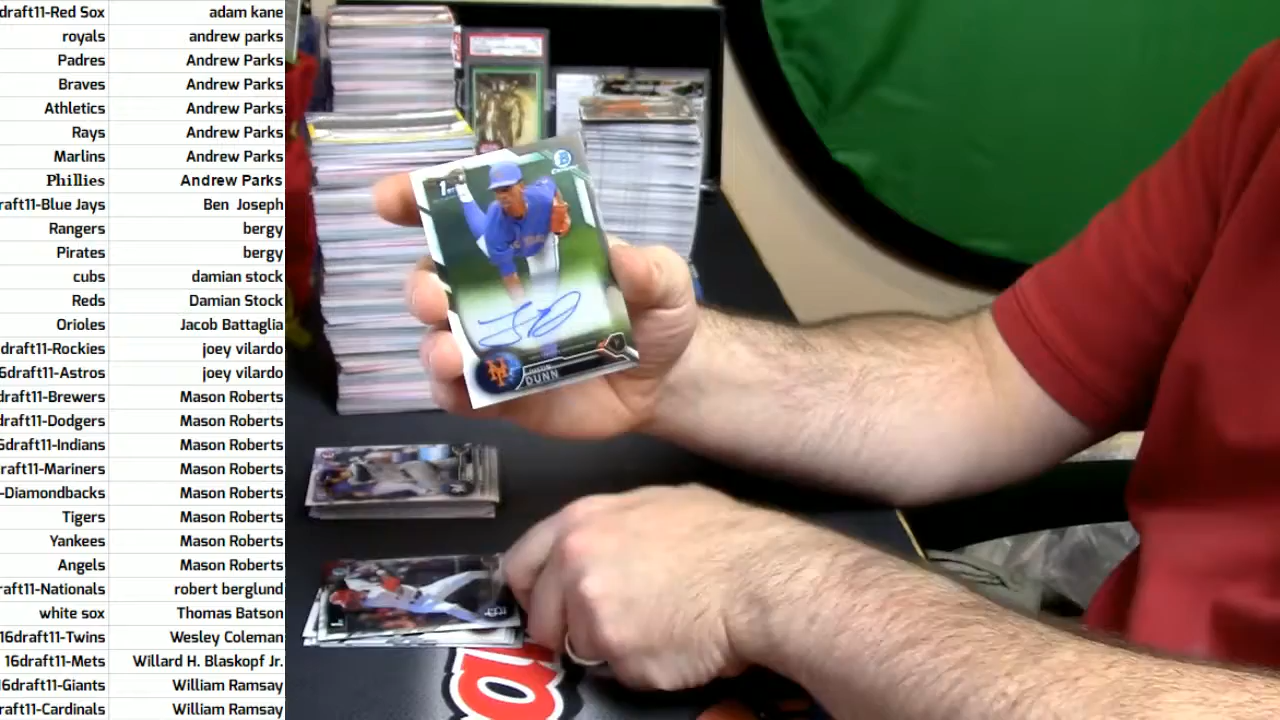 draft11-Red Sox adam kane
royals andrew parks
Padres Andrew Parks
Braves Andrew Parks
Athletics Andrew Parks
Rays Andrew Parks
Marlins Andrew Parks
Phillies Andrew Parks
raft11-Blue Jays Ben Joseph
Rangers bergy
Pirates bergy
cubs damian stock
Reds Damian Stock
Orioles Jacob Battaglia
draft11-Rockies joey vilardo
6draft11-Astros joey vilardo
draft11-Brewers Mason Roberts
draft11-Dodgers Mason Roberts
6draft11-Indians Mason Roberts
raft11-Mariners Mason Roberts
-Diamondbacks Mason Roberts
Tigers Mason Roberts
Yankees Mason Roberts
Angels Mason Roberts
raft11-Nationals robert berglund
white sox Thomas Batson
16draft11-Twins Wesley Coleman
16draft11-Mets Willard H. Blaskopf Jr.
6draft11-Giants William Ramsay
raft11-Cardinals William Ramsay
1st
JUSTIN
DUNN